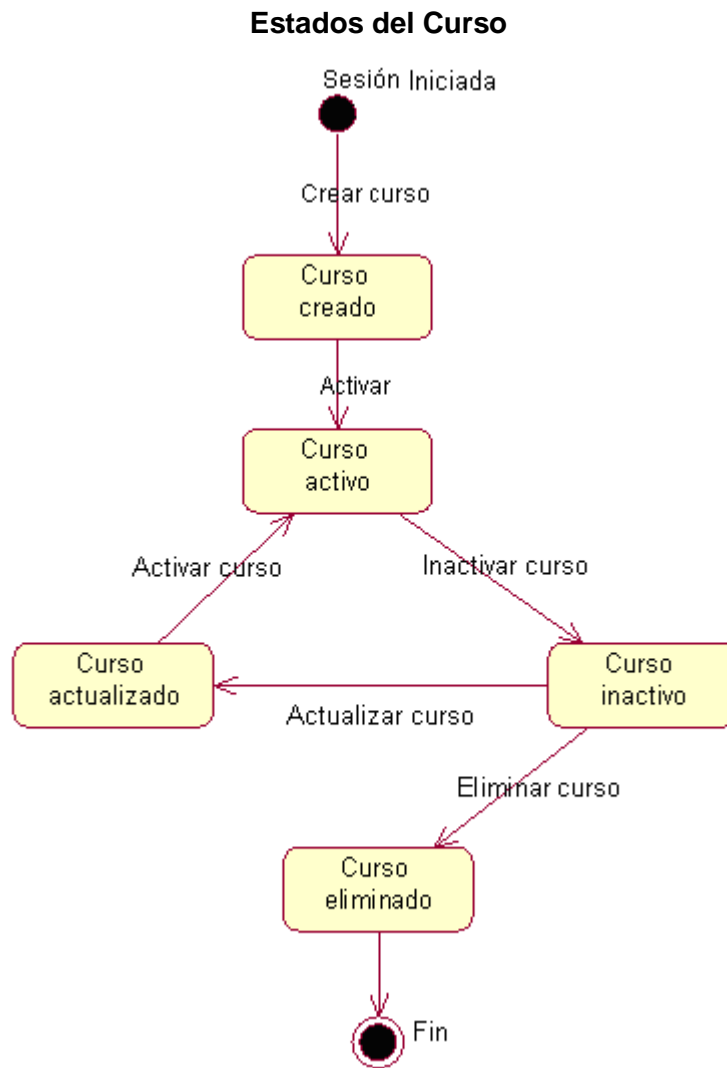 Estados del Curso
Sesión Iniciada
Crear curso
Curso
creado
Activar
Curso
activo
Activar curso
Inactivar curso
Curso
actualizado
Curso
inactivo
Actualizar curso
Eliminar curso
Curso
eliminado
Fin